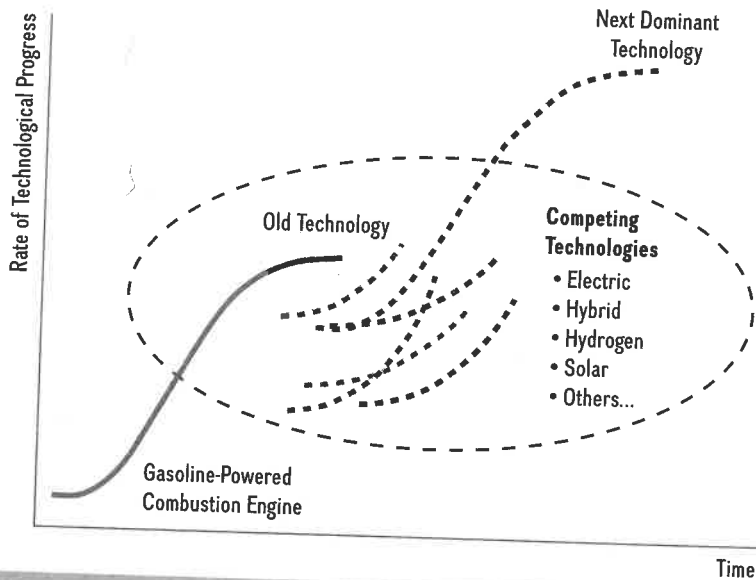 Next Dominant
Technology
Rate of Technological Progress
Old Technology
Competing
Technologies
• Electric
• Hybrid
• Hydrogen
• Solar
• Others...
Gasoline-Powered
Combustion Engine
Time